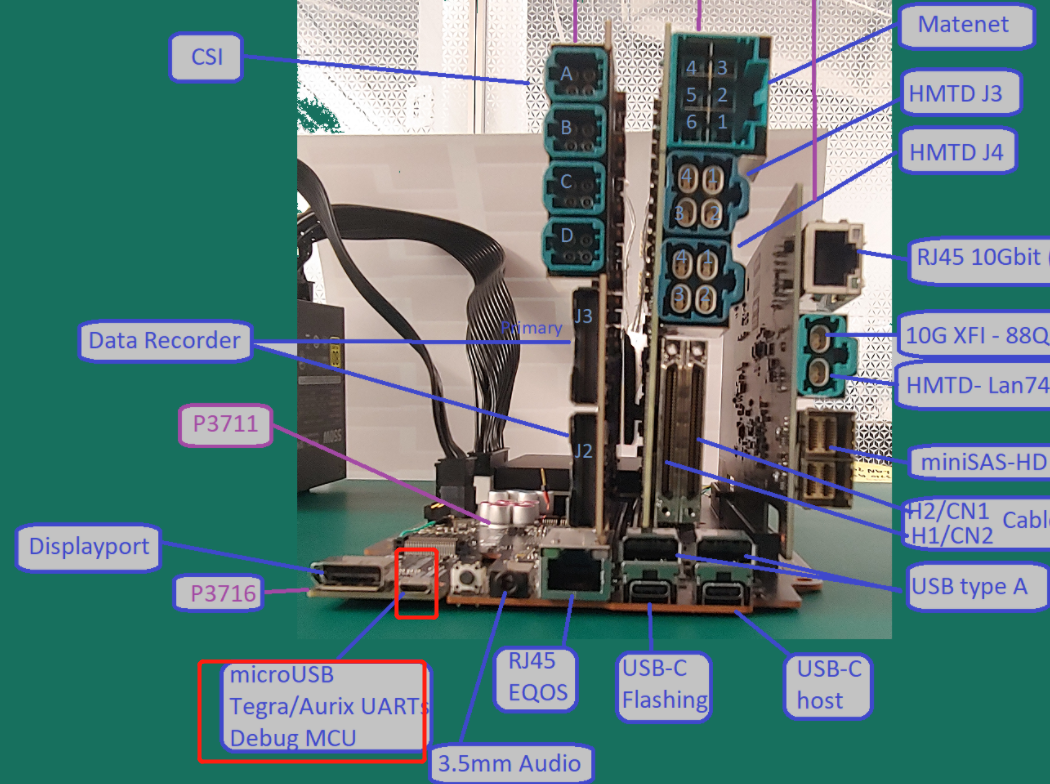 Matenet
CSI
A
4 3
5 2
6 1
HMTD J3
B
HMTD J4
C
4 1
3 2
D
4 1
3 2
RJ45 10Gbit
J3
Primary
Data Recorder
10G XFI - 88Q
HMTD- Lan74
P3711
J2
miniSAS-HD
H2/CN1
H1/CN2
Cable
Displayport
USB type A
P3716
microUSB
Tegra/Aurix UARTs
Debug MCU
RJ45
EQOS
USB-C
Flashing
USB-C
host
3.5mm Audio